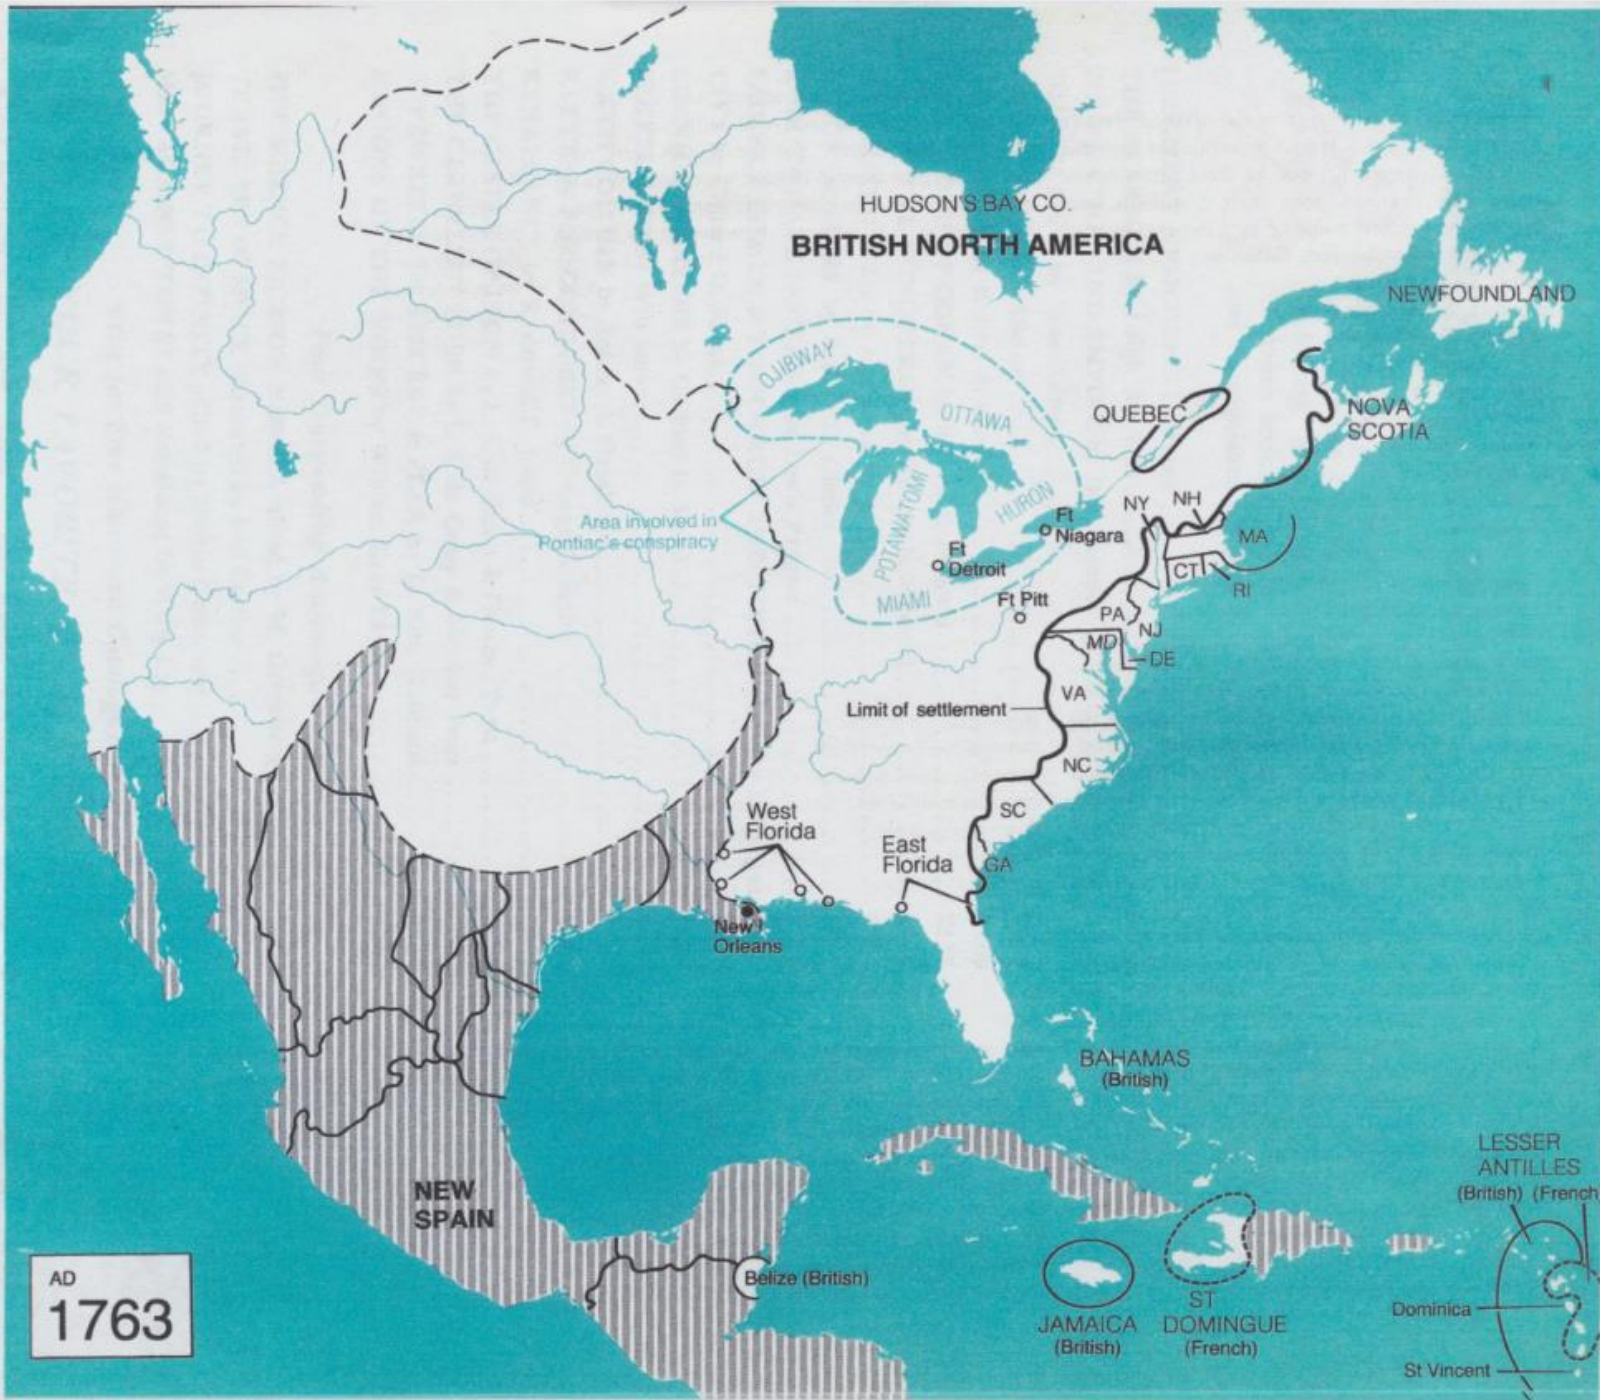 HUDSON'S BAY CO.
BRITISH NORTH AMERICA
NEWFOUNDLAND
OJIBWAY
OTTAWA
QUEBEC
NOVA
SCOTIA
POTAWATOMI
HURON
Area involved in
Pontiac's conspiracy
Ft
Niagara
NY
NH
MA
Ft
Detroit
CT
RI
MIAMI
Ft Pitt
PA
NJ
MD
DE
VA
Limit of settlement
NC
SC
West
Florida
East
Florida
GA
New
Orleans
BAHAMAS
(British)
NEW
SPAIN
Belize (British)
LESSER
ANTILLES
(British) (French
JAMAICA
(British)
ST
DOMINGUE
(French)
Dominica
St Vincent
AD
1763